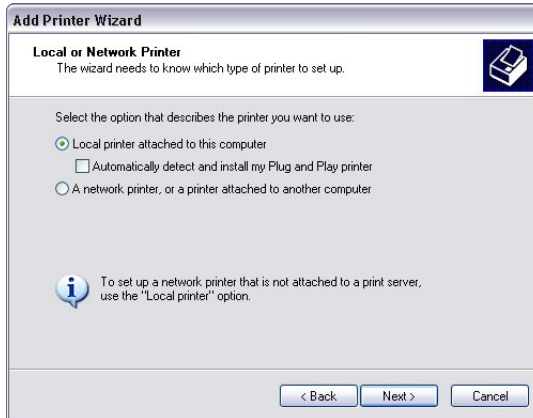 Add Printer Wizard
Local or Network Printer
The wizard needs to know which type of printer to set up.
Select the option that describes the printer you want to use:
Local printer attached to this computer
Automatically detect and install my Plug and Play printer
A network printer, or a printer attached to another computer
To set up a network printer that is not attached to a print server,
use the "Local printer" option.
< Back
Next >
Cancel